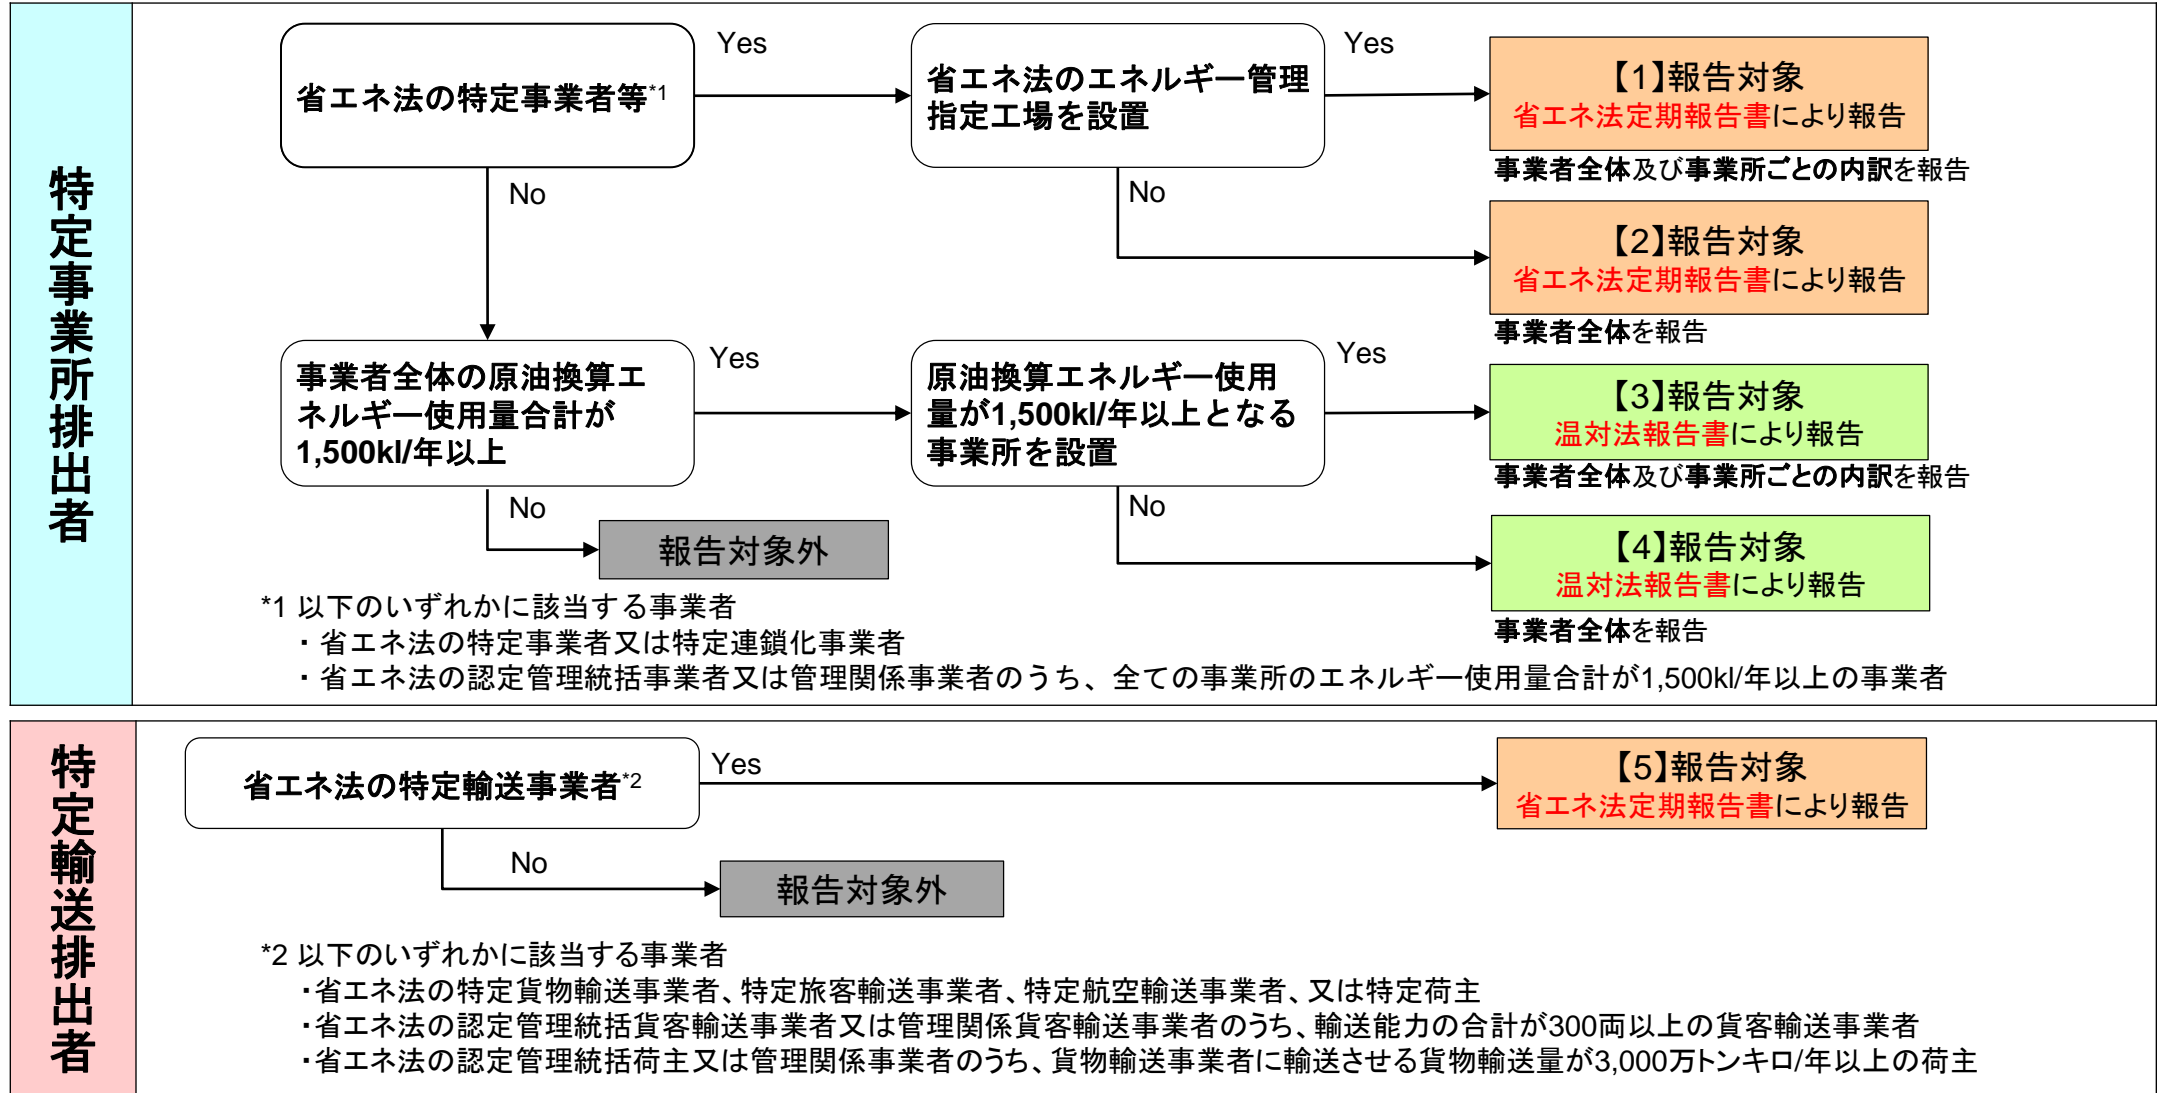 特定事業所排出者
省エネ法の特定事業者等*1
Yes
省エネ法のエネルギー管理
指定工場を設置
Yes
【1】報告対象
省エネ法定期報告書により報告
事業者全体及び事業所ごとの内訳を報告
No
No
【2】報告対象
省エネ法定期報告書により報告
事業者全体を報告
事業者全体の原油換算エ
ネルギー使用量合計が
1,500kl/年以上
Yes
原油換算エネルギー使用
量が1,500kl/年以上となる
事業所を設置
Yes
【3】報告対象
温対法報告書により報告
事業者全体及び事業所ごとの内訳を報告
No
報告対象外
No
【4】報告対象
温対法報告書により報告
事業者全体を報告
*1 以下のいずれかに該当する事業者
・省エネ法の特定事業者又は特定連鎖化事業者
・省エネ法の認定管理統括事業者又は管理関係事業者のうち、全ての事業所のエネルギー使用量合計が1,500kl/年以上の事業者
特定輸送排出者
省エネ法の特定輸送事業者*2
Yes
【5】報告対象
省エネ法定期報告書により報告
No
報告対象外
*2 以下のいずれかに該当する事業者
・省エネ法の特定貨物輸送事業者、特定旅客輸送事業者、特定航空輸送事業者、又は特定荷主
・省エネ法の認定管理統括貨客輸送事業者又は管理関係貨客輸送事業者のうち、輸送能力の合計が300両以上の貨客輸送事業者
・省エネ法の認定管理統括荷主又は管理関係事業者のうち、貨物輸送事業者に輸送させる貨物輸送量が3,000万トンキロ/年以上の荷主